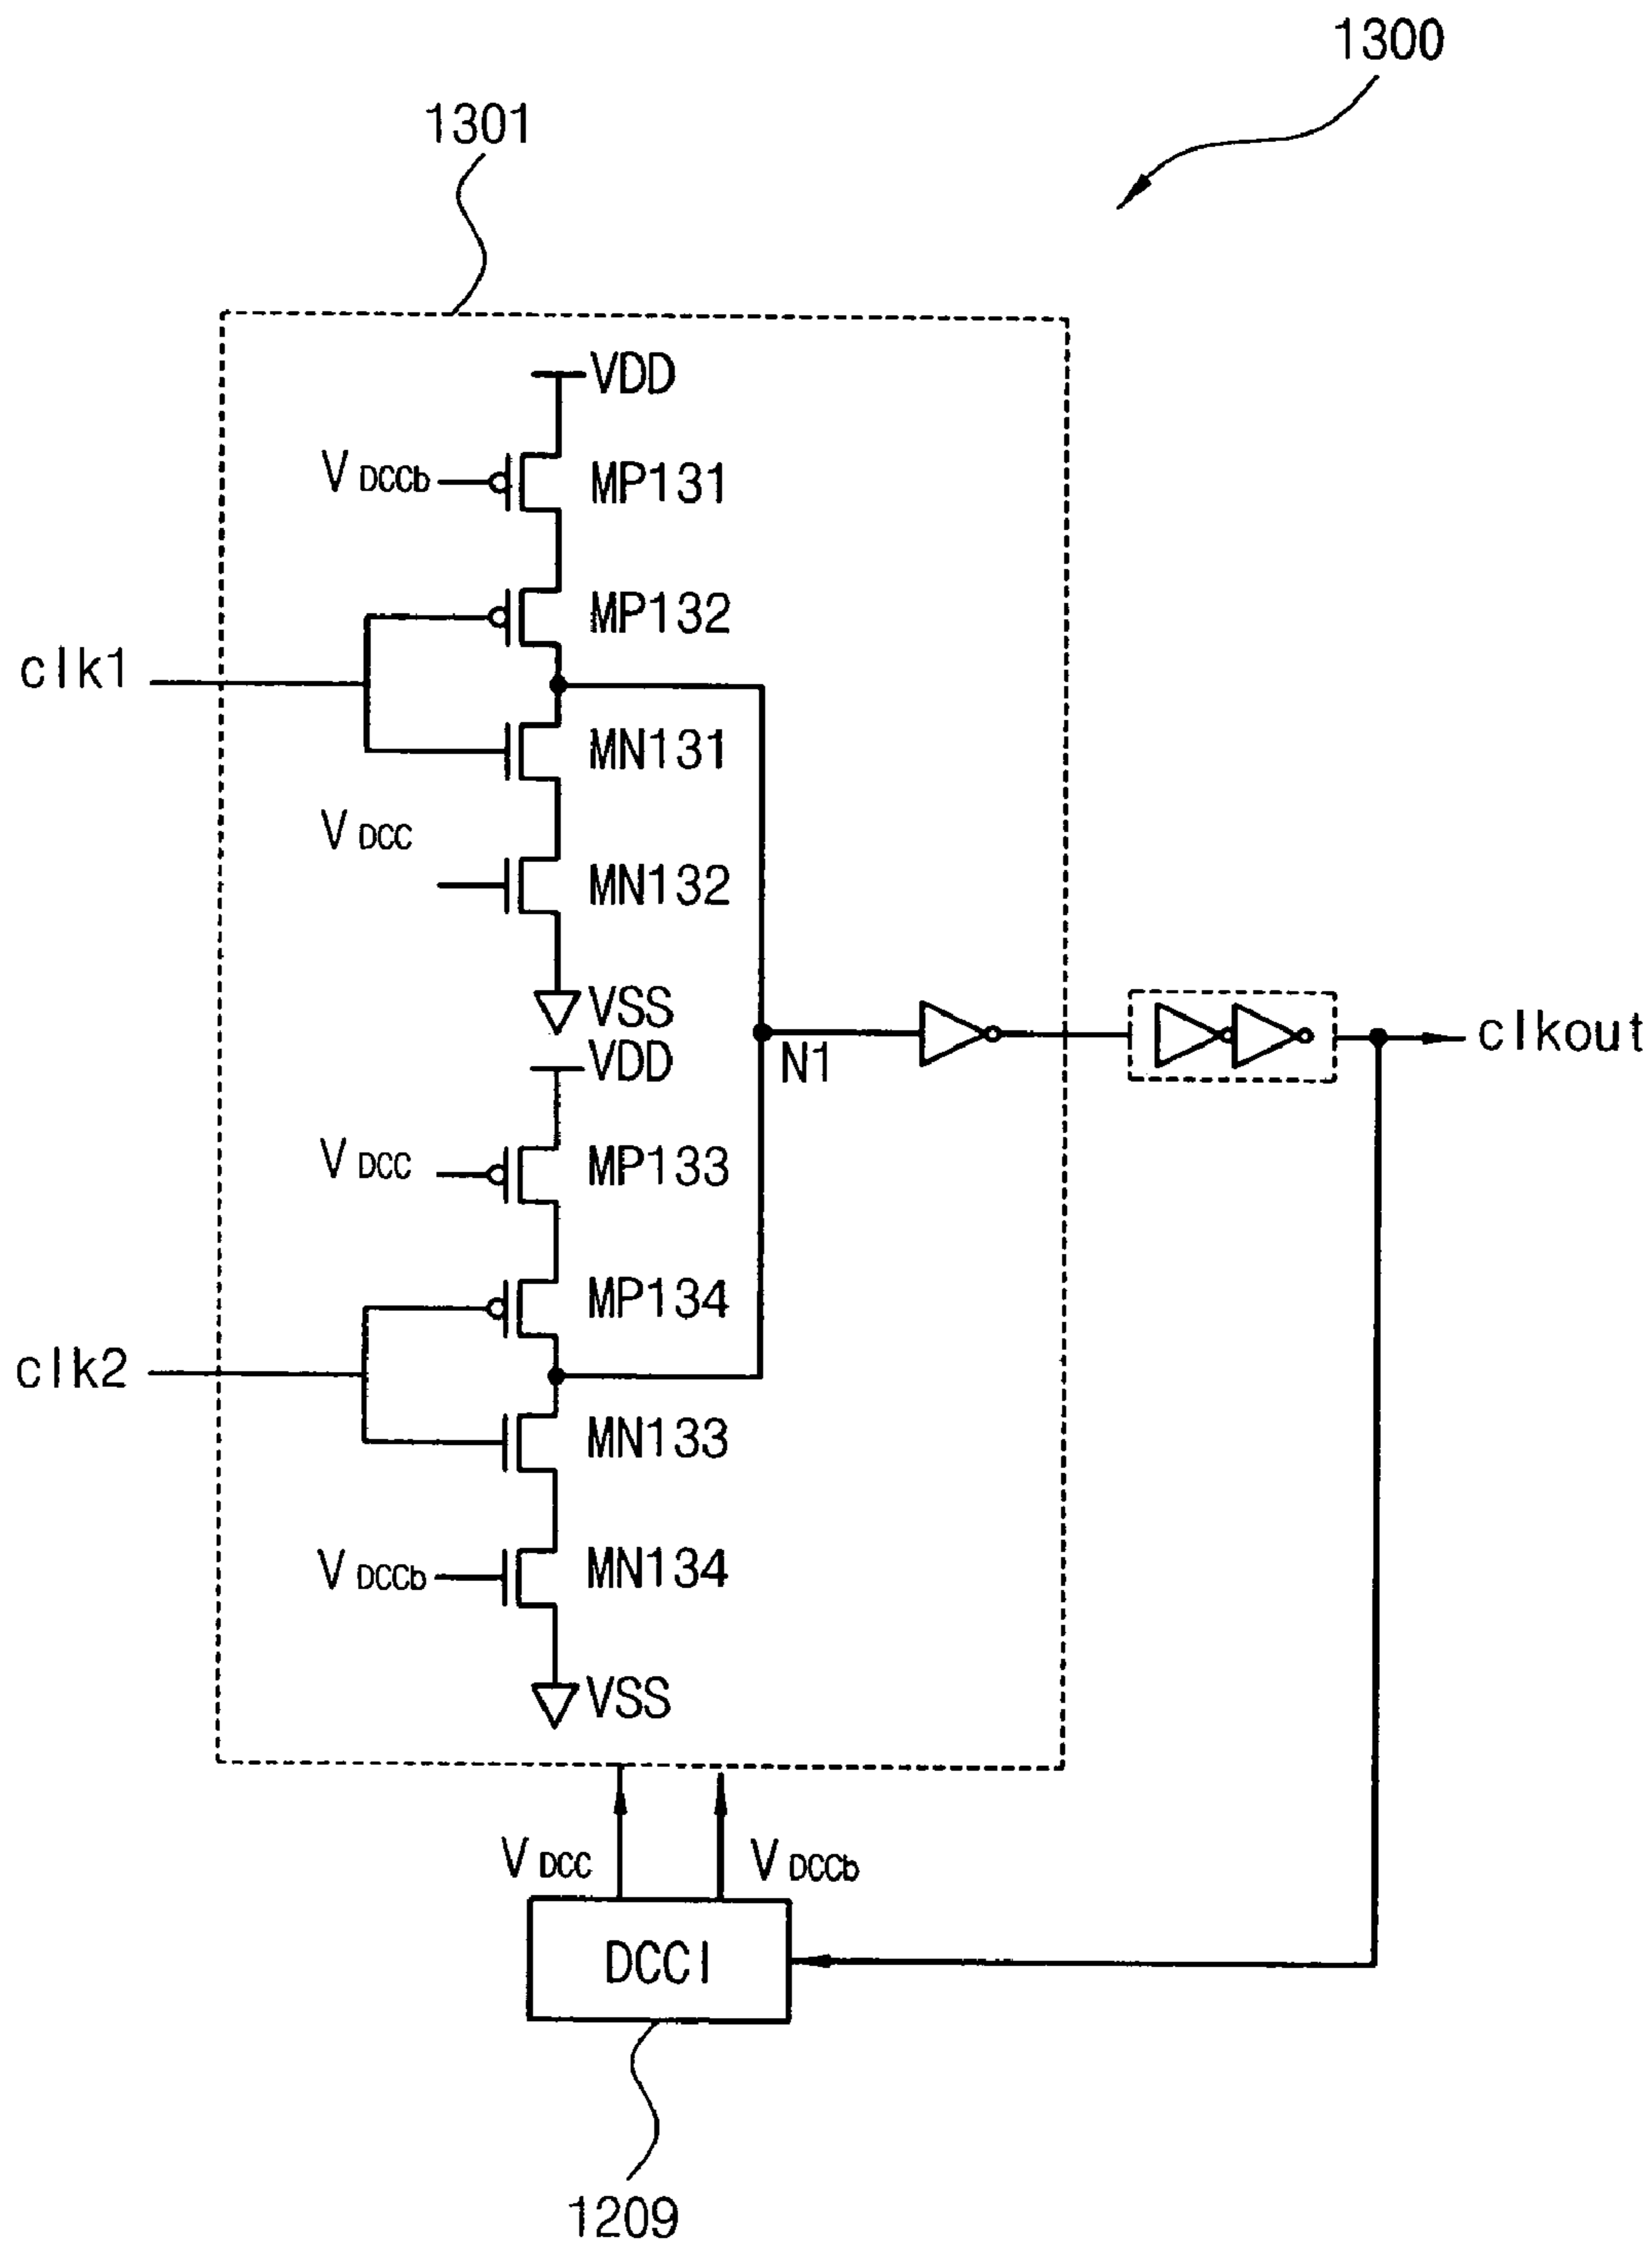 1300
1301
VDD
VDCCb
MP131
MP132
clk1
MN131
VDCC
MN132
VSS
VDD
N1
clkout
VDCC
MP133
MP134
clk2
MN133
VDCCb
MN134
VSS
VDCC
VDCCb
DCCI
1209